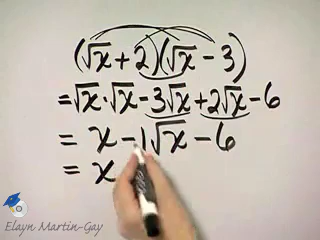 (√x + 2)(√x - 3)
= √x · √x - 3√x + 2√x - 6
= x - 1√x - 6
= x
Elayn Martin-Gay